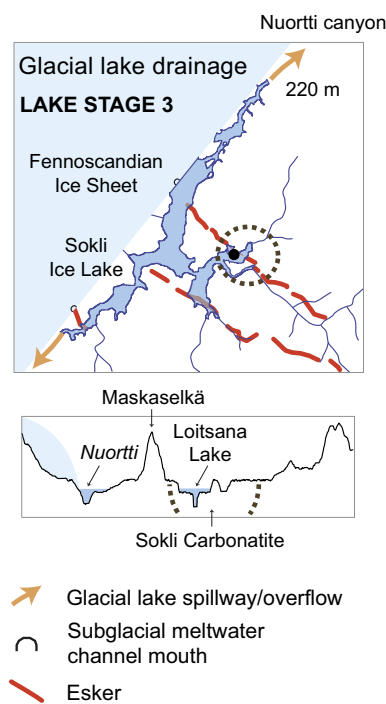 Nuortti canyon
Glacial lake drainage
LAKE STAGE 3
220 m
Fennoscandian
Ice Sheet
Sokli
Ice Lake
Maskaselkä
Nuortti
Loitsana
Lake
Sokli Carbonatite
Glacial lake spillway/overflow
Subglacial meltwater
channel mouth
Esker